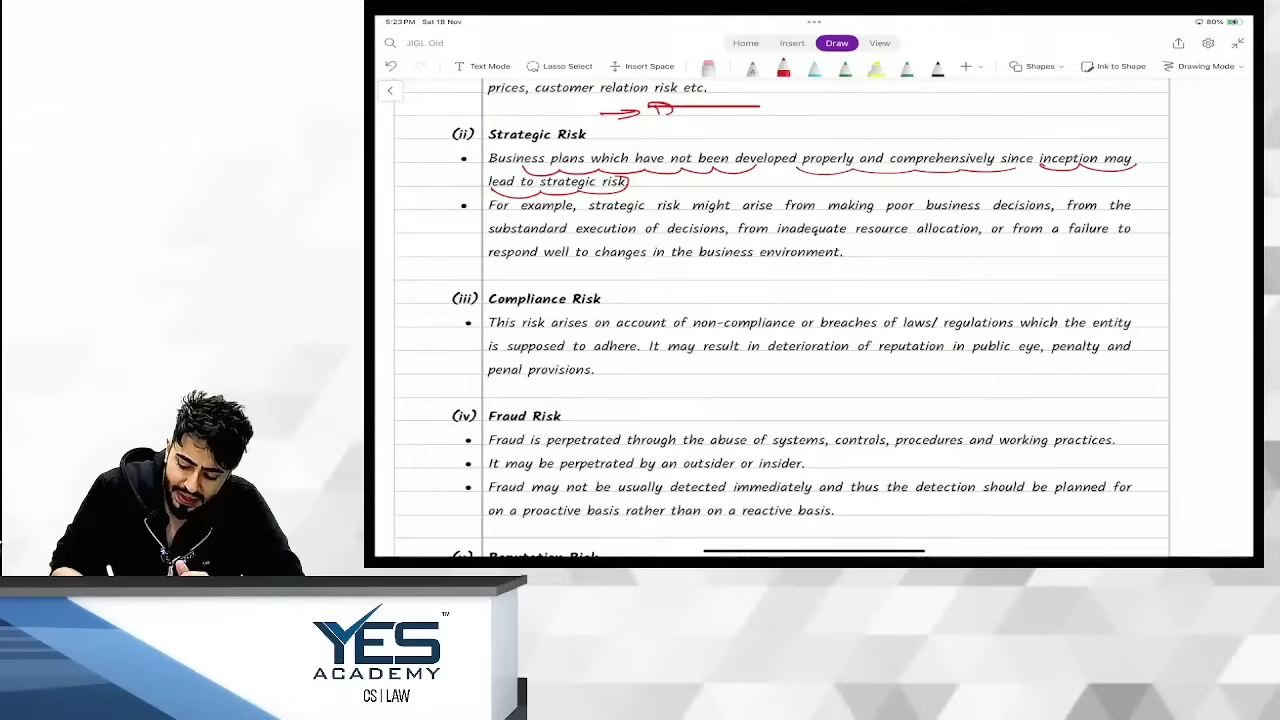 5:23 PM Sat 18 Nov
80%
JIGL Old
Home Insert Draw View
Text Mode Lasso Select Insert Space Shapes Ink to Shape Drawing Mode
prices, customer relation risk etc.
(ii) Strategic Risk
• Business plans which have not been developed properly and comprehensively since inception may
lead to strategic risk
• For example, strategic risk might arise from making poor business decisions, from the
substandard execution of decisions, from inadequate resource allocation, or from a failure to
respond well to changes in the business environment.
(iii) Compliance Risk
• This risk arises on account of non-compliance or breaches of laws/ regulations which the entity
is supposed to adhere. It may result in deterioration of reputation in public eye, penalty and
penal provisions.
(iv) Fraud Risk
• Fraud is perpetrated through the abuse of systems, controls, procedures and working practices.
• It may be perpetrated by an outsider or insider.
• Fraud may not be usually detected immediately and thus the detection should be planned for
on a proactive basis rather than on a reactive basis.
(v) Reputation Risk
YES™
ACADEMY
CS | LAW